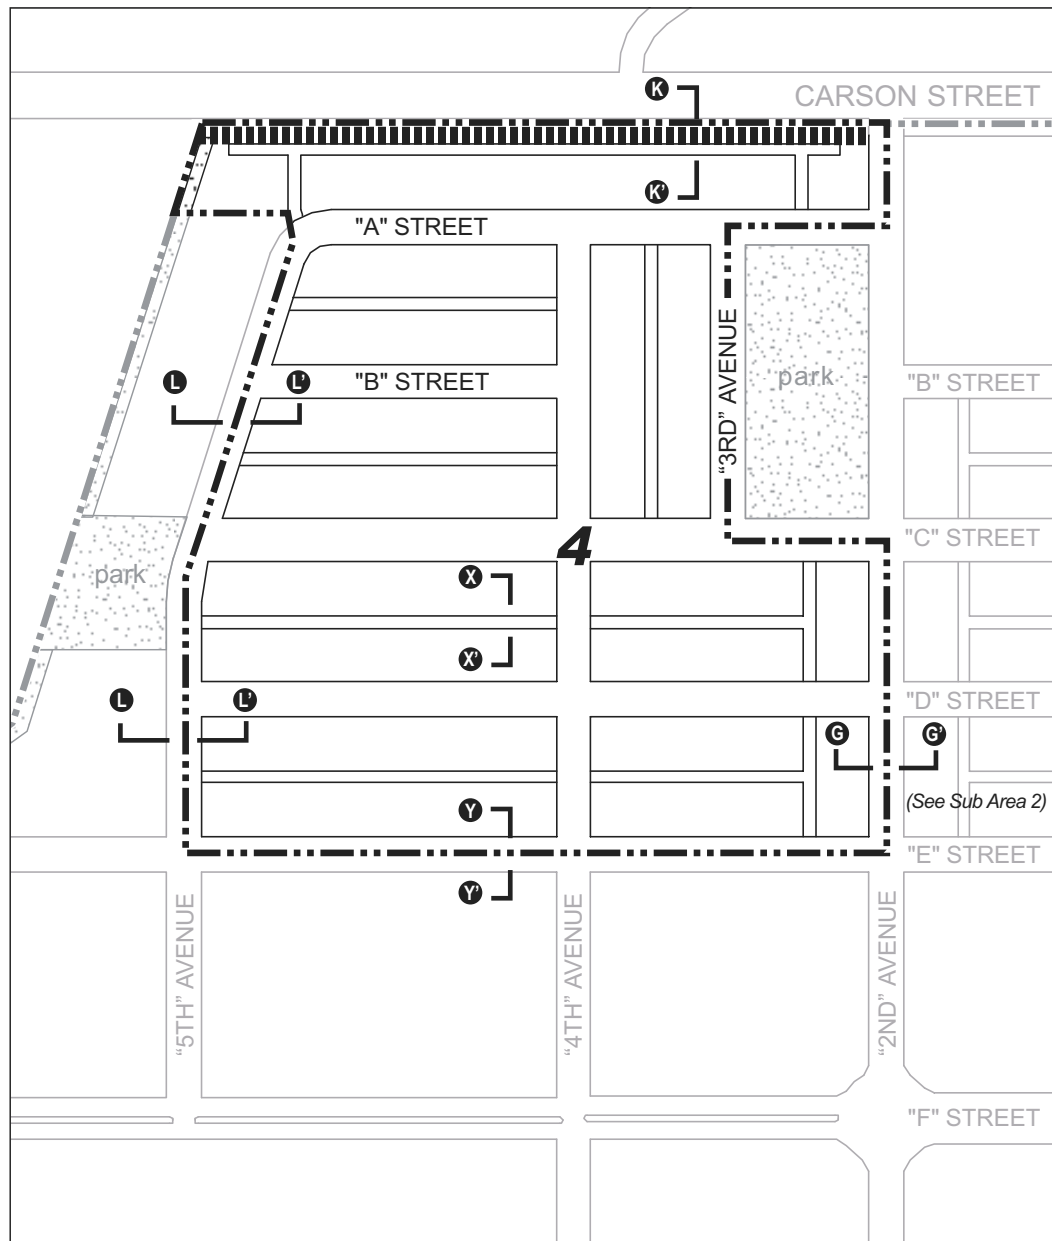 K
CARSON STREET
K'
"A" STREET
"3RD" AVENUE
L
L'
"B" STREET
park
"B" STREET
4
"C" STREET
park
X
X'
L
L'
"D" STREET
G
G'
(See Sub Area 2)
Y
"E" STREET
Y'
"5TH" AVENUE
"4TH" AVENUE
"2ND" AVENUE
"F" STREET